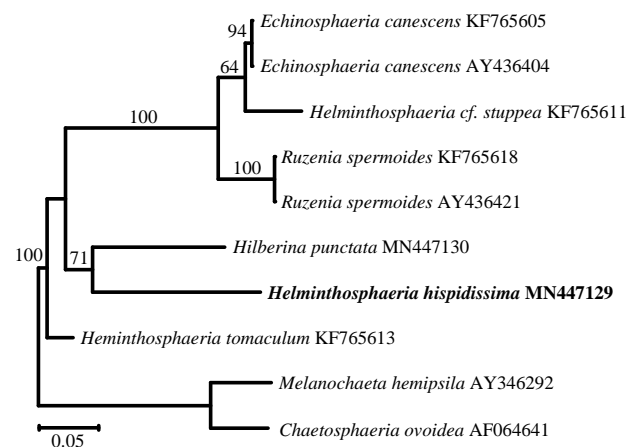 94
Echinosphaeria canescens KF765605
64
Echinosphaeria canescens AY436404
Helminthosphaeria cf. stuppea KF765611
100
Ruzenia spermoides KF765618
100
Ruzenia spermoides AY436421
Hilberina punctata MN447130
100
71
Helminthosphaeria hispidissima MN447129
Heminthosphaeria tomaculum KF765613
Melanochaeta hemipsila AY346292
Chaetosphaeria ovoidea AF064641
0.05